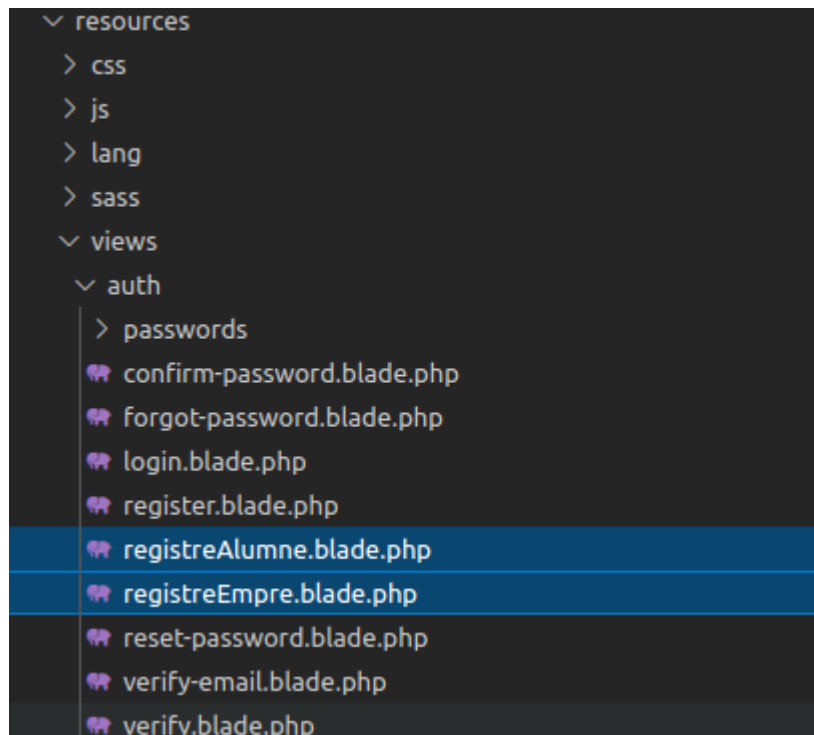 resources
css
js
lang
sass
views
auth
passwords
confirm-password.blade.php
forgot-password.blade.php
login.blade.php
register.blade.php
registreAlumne.blade.php
registreEmpre.blade.php
reset-password.blade.php
verify-email.blade.php
verify.blade.php